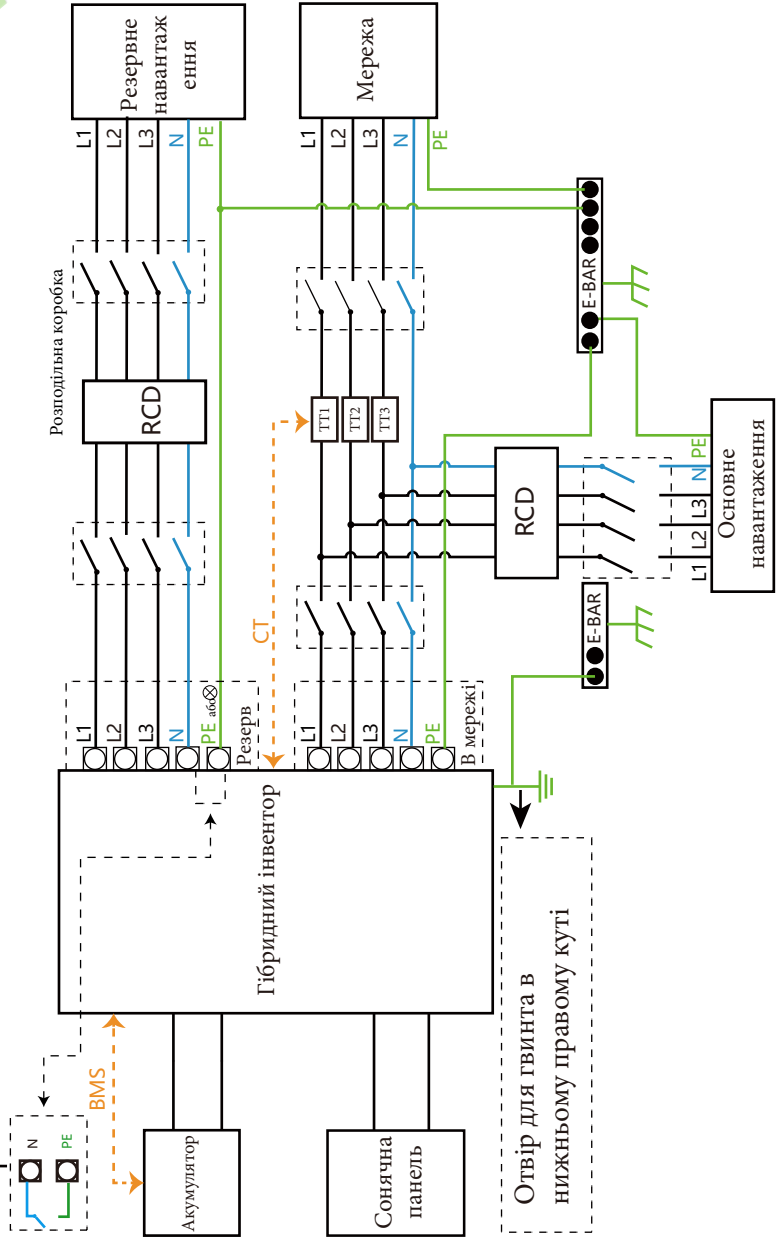 Резервне
навантаж
ення
L1
L2
L3
N
PE
Мережа
L1
L2
L3
N
PE
Розподільна коробка
RCD
TT1
TT2
TT3
E-BAR
CT
RCD
Основне
навантаження
L1
L2
L3
N
PE
E-BAR
L1
L2
L3
N
PE
або
Резерв
L1
L2
L3
N
PE
В мережі
Гібридний інвентор
BMS
N
PE
Акумулятор
Сонячна
панель
Отвір для гвинта в
нижньому правому куті